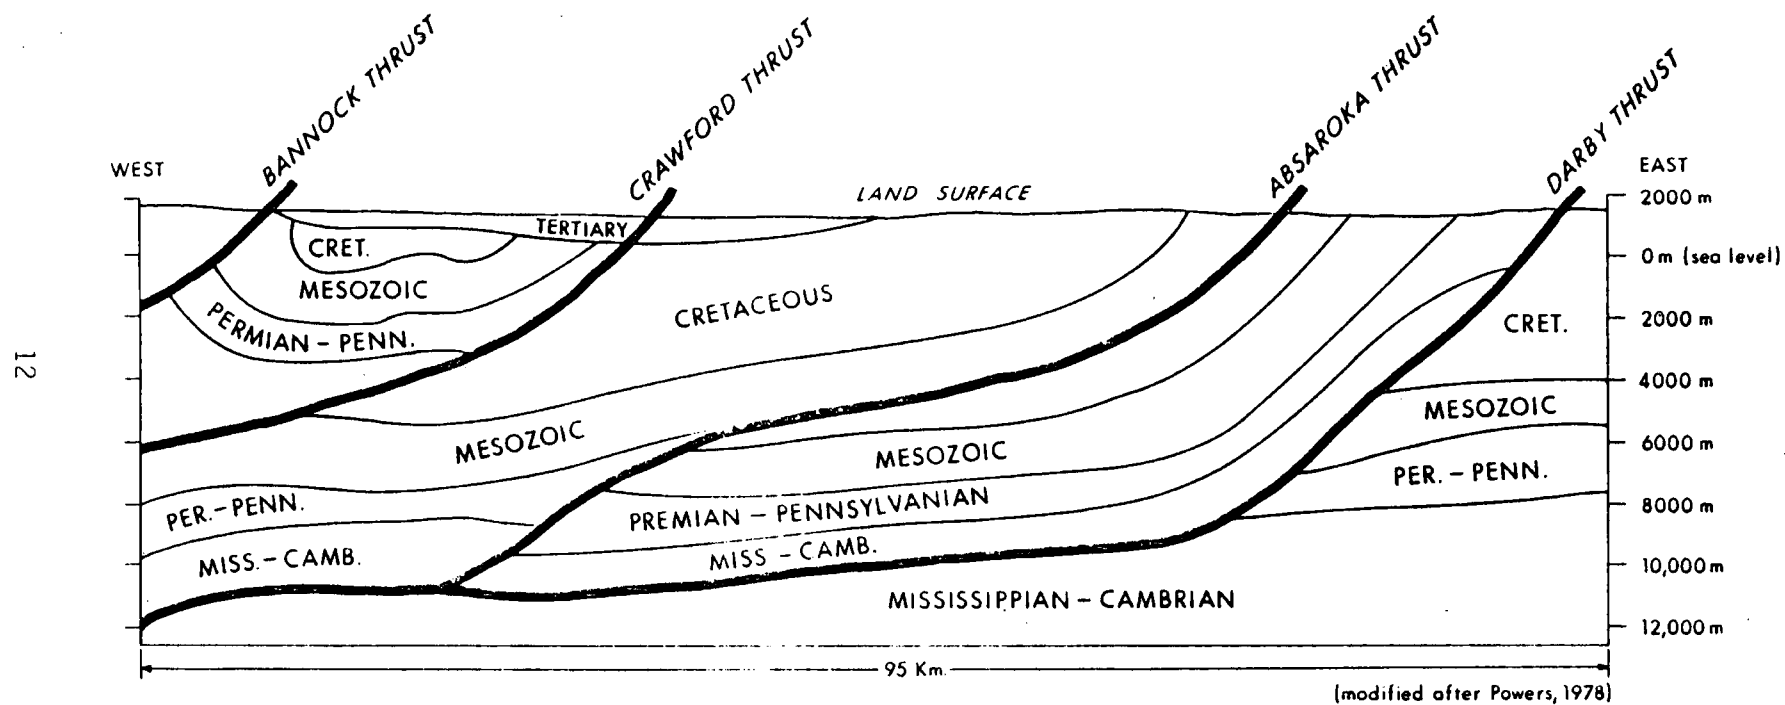 BANNOCK THRUST
CRAWFORD THRUST
ABSAROKA THRUST
DARBY THRUST
WEST
EAST
LAND SURFACE
2000 m
TERTIARY
CRET.
0 m (sea level)
MESOZOIC
CRETACEOUS
PERMIAN - PENN.
2000 m
CRET.
12
4000 m
MESOZOIC
MESOZOIC
6000 m
MESOZOIC
PER. - PENN.
PER. - PENN.
8000 m
PREMIAN - PENNSYLVANIAN
MISS. - CAMB.
MISS - CAMB.
10,000 m
MISSISSIPPIAN - CAMBRIAN
12,000 m
95 Km.
(modified after Powers, 1978)